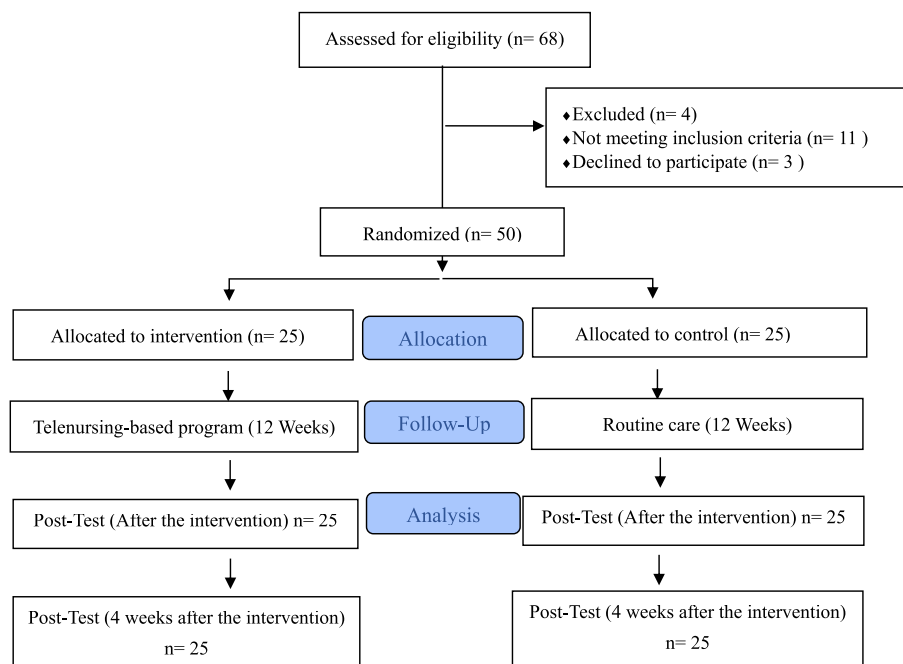 Assessed for eligibility (n= 68)
♦Excluded (n= 4)
♦Not meeting inclusion criteria (n= 11 )
♦Declined to participate (n= 3 )
Randomized (n= 50)
Allocated to intervention (n= 25)
Allocation
Allocated to control (n= 25)
Telenursing-based program (12 Weeks)
Follow-Up
Routine care (12 Weeks)
Post-Test (After the intervention) n= 25
Analysis
Post-Test (After the intervention) n= 25
Post-Test (4 weeks after the intervention)
n= 25
Post-Test (4 weeks after the intervention)
n= 25